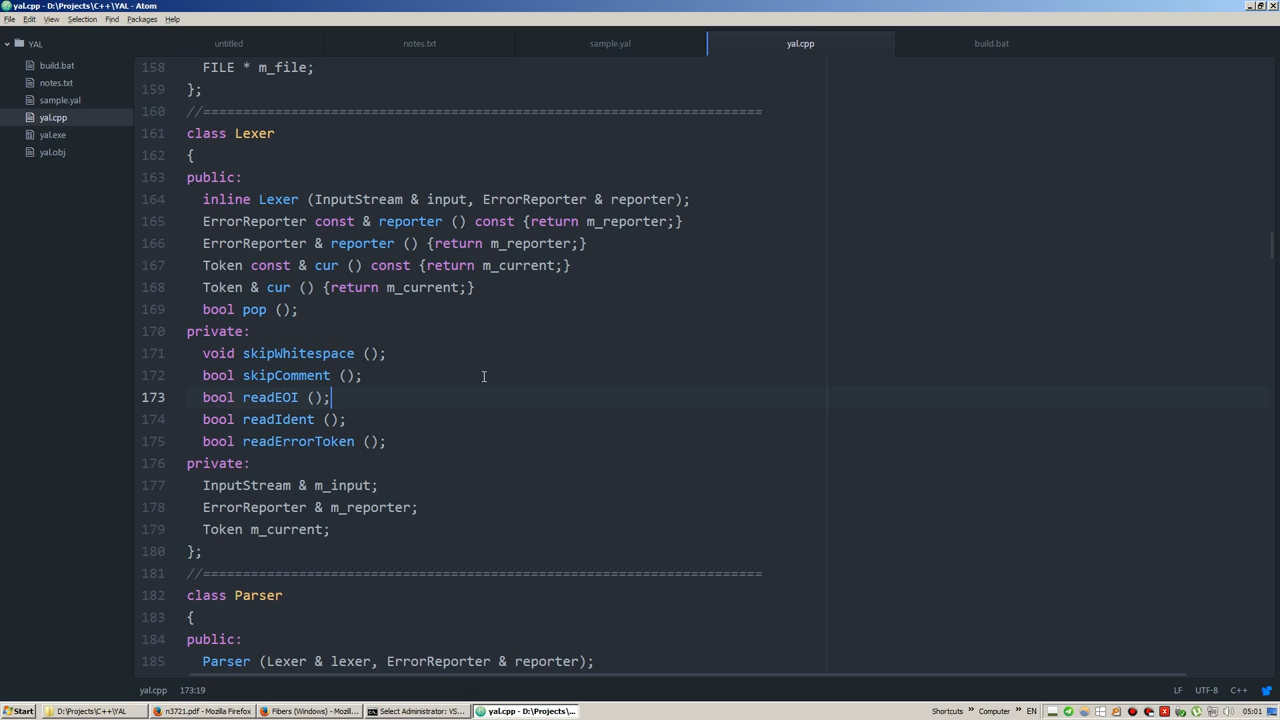 yal.cpp - D:\Projects\C++\YAL - Atom
File Edit View Selection Find Packages Help
YAL
build.bat
notes.txt
sample.yal
yal.cpp
yal.exe
yal.obj
untitled notes.txt sample.yal yal.cpp build.bat
158 FILE * m_file;
159 };
160 //======================================================================
161 class Lexer
162 {
163 public:
164 inline Lexer (InputStream & input, ErrorReporter & reporter);
165 ErrorReporter const & reporter () const {return m_reporter;}
166 ErrorReporter & reporter () {return m_reporter;}
167 Token const & cur () const {return m_current;}
168 Token & cur () {return m_current;}
169 bool pop ();
170 private:
171 void skipWhitespace ();
172 bool skipComment ();
173 bool readEOI ();
174 bool readIdent ();
175 bool readErrorToken ();
176 private:
177 InputStream & m_input;
178 ErrorReporter & m_reporter;
179 Token m_current;
180 };
181 //======================================================================
182 class Parser
183 {
184 public:
185 Parser (Lexer & lexer, ErrorReporter & reporter);
yal.cpp 173:19 LF UTF-8 C++
Start D:\Projects\C++\YAL n3721.pdf - Mozilla Firefox Fibers (Windows) - Mozill... Select Administrator: VS... yal.cpp - D:\Projects\... Shortcuts » Computer » EN 05:01